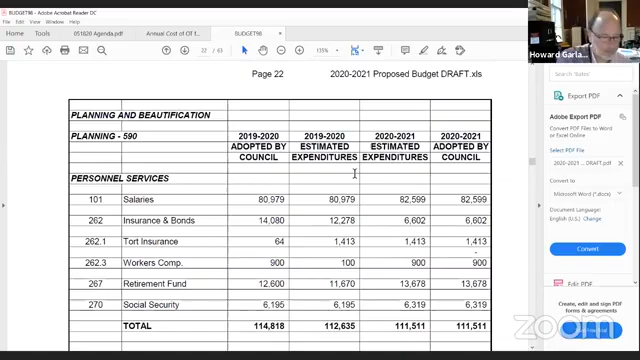 BUDGET98 - Adobe Acrobat Reader DC
File Edit View Window Help
051820 Agenda.pdf
Annual Cost of OT f
BUDGET98
22 / 63
135%
Howard Garla
Page 22 2020-2021 Proposed Budget DRAFT.xls
PLANNING AND BEAUTIFICATION
PLANNING - 590 2019-2020 2019-2020 2020-2021 2020-2021
ADOPTED BY ESTIMATED ESTIMATED ADOPTED BY
COUNCIL EXPENDITURES EXPENDITURES COUNCIL
PERSONNEL SERVICES
101 Salaries 80,979 80,979 82,599 82,599
262 Insurance & Bonds 14,080 12,278 6,602 6,602
262.1 Tort Insurance 64 1,413 1,413 1,413
-
262.3 Workers Comp. 900 100 900 900
267 Retirement Fund 12,600 11,670 13,678 13,678
270 Social Security 6,195 6,195 6,319 6,319
TOTAL 114,818 112,635 111,511 111,511
Export PDF
Adobe Export PDF
Convert PDF Files to Word
or Excel Online
Select PDF File
2020-2021 ... DRAFT.pdf
Convert to
Microsoft Word (*.docx)
Document Language:
English (U.S.) Change
Convert
Edit PDF
Create, edit and sign PDF
forms & agreements
zoom